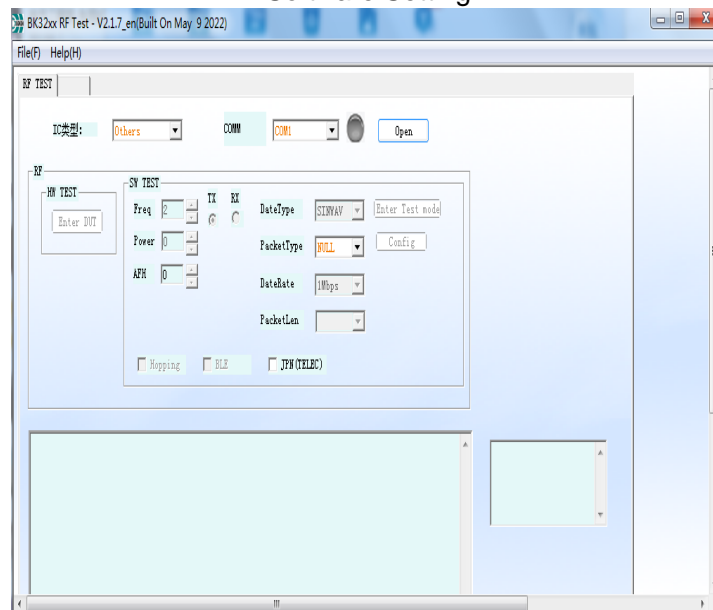 BK32xx RF Test - V2.1.7_en(Built On May 9 2022)
File(F) Help(H)
RF TEST
IC类型: Others COMM COM1 Open
RF
HW TEST SW TEST
Enter DUT Freq 2 TX RX DateType SINWAV Enter Test mode
Power 0 PacketType NULL Config
AFH 0 DateRate 1Mbps
PacketLen
Hopping BLE JPN(TELEC)